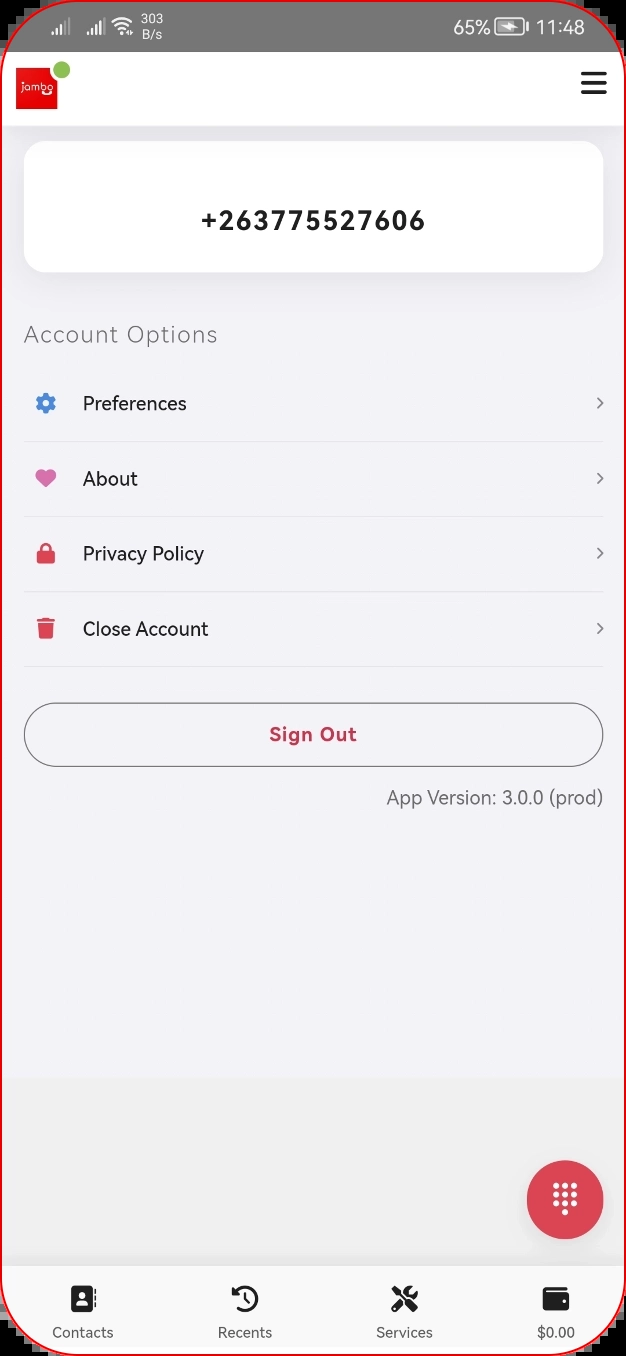 303
B/s
65%
11:48
jambo
+263775527606
Account Options
Preferences
About
Privacy Policy
Close Account
Sign Out
App Version: 3.0.0 (prod)
Contacts
Recents
Services
$0.00